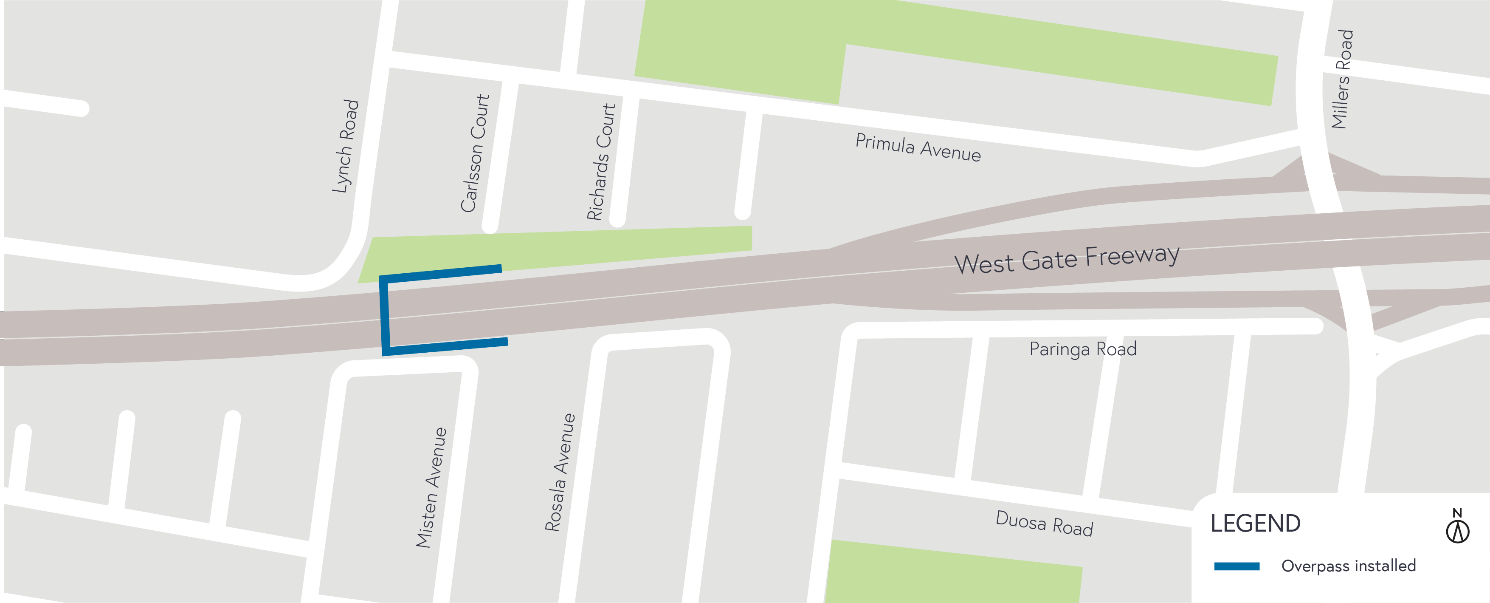 Millers Road
Lynch Road
Carlsson Court
Richards Court
Primula Avenue
West Gate Freeway
Paringa Road
Misten Avenue
Rosala Avenue
Duosa Road
LEGEND
N
Overpass installed